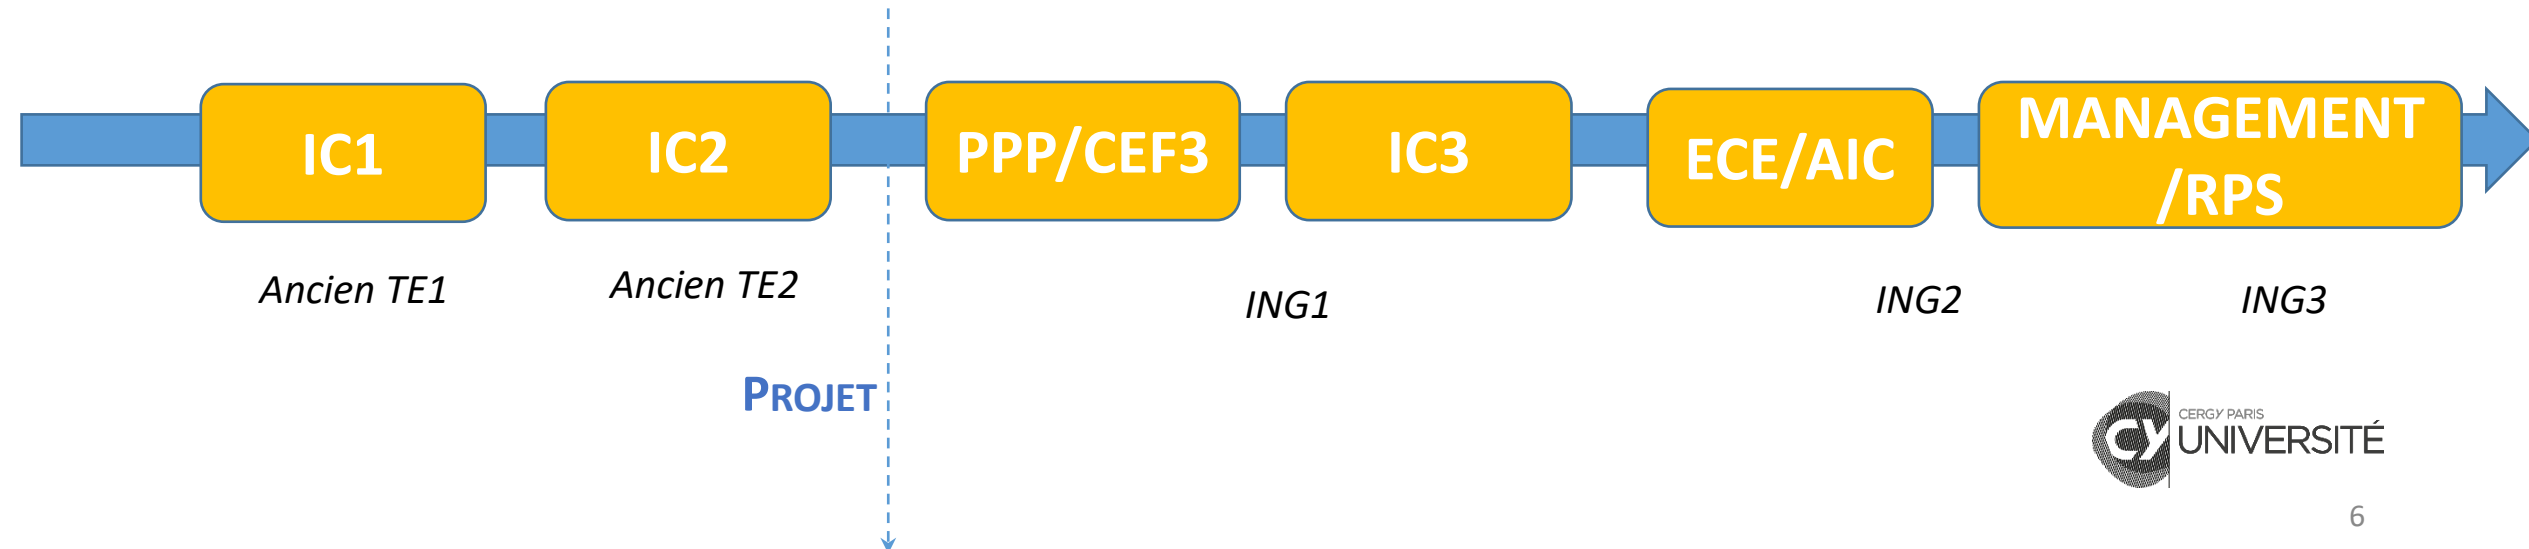 IC1
IC2
PPP/CEF3
IC3
ECE/AIC
MANAGEMENT
/RPS
Ancien TE1
Ancien TE2
ING1
ING2
ING3
PROJET
CY
CERGY PARIS
UNIVERSITÉ
6